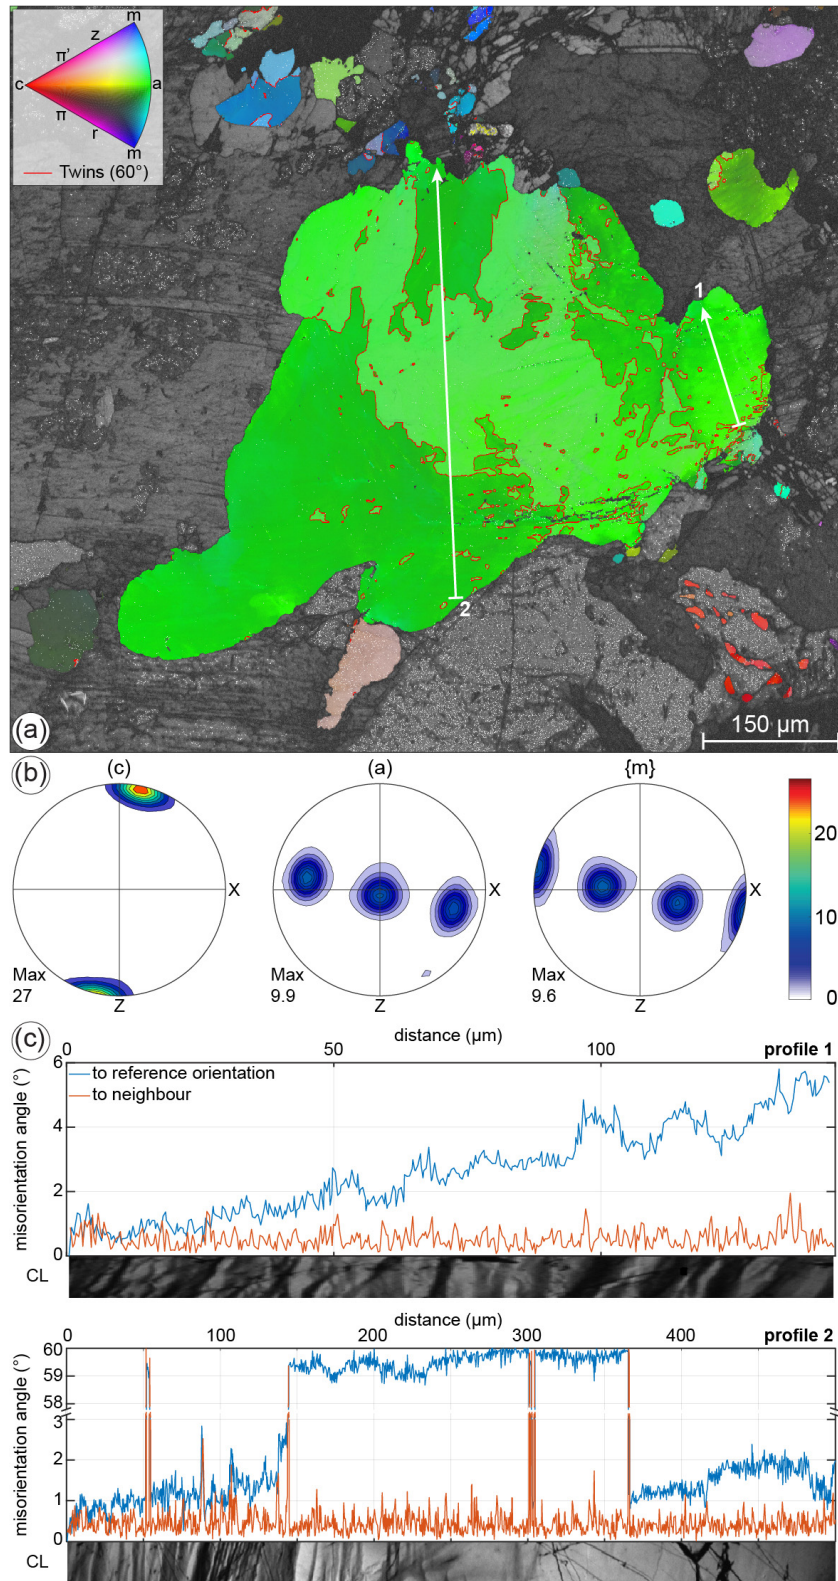 m
z
π'
c
a
π
r
m
Twins (60°)
1
2
(a)
150 µm
(b)
(c)
(a)
{m}
X
X
X
20
10
0
Max
27
Z
Max
9.9
Z
Max
9.6
Z
(c)
distance (µm)
profile 1
0
50
100
misorientation angle (°)
6
4
2
0
to reference orientation
to neighbour
CL
distance (µm)
profile 2
0
100
200
300
400
misorientation angle (°)
60
59
58
3
2
1
0
CL